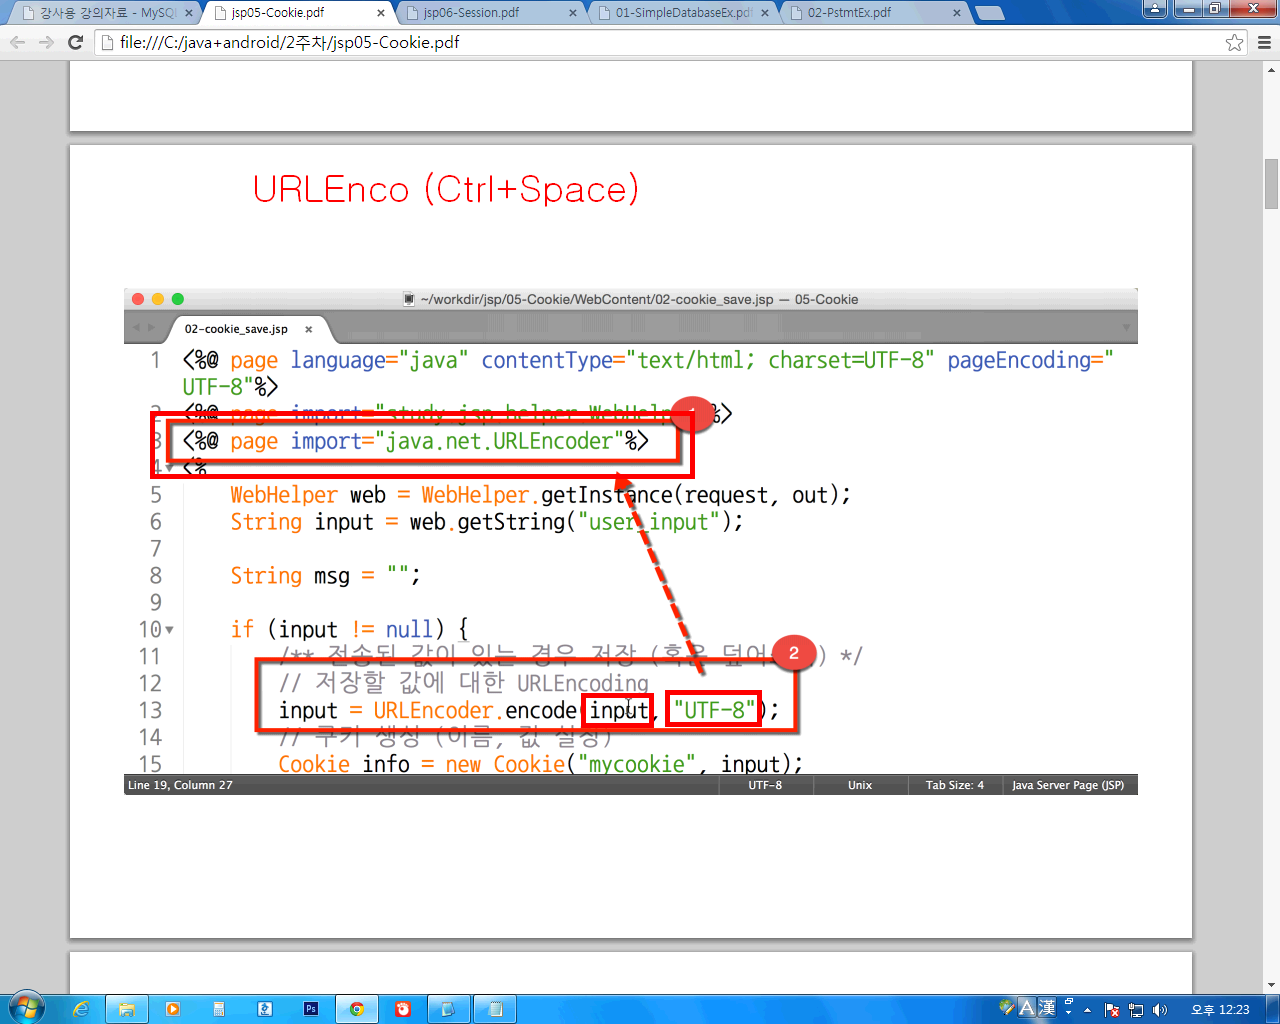 강사용 강의자료 - MySQL
jsp05-Cookie.pdf
jsp06-Session.pdf
01-SimpleDatabaseEx.pdf
02-PstmtEx.pdf
file:///C:/java+android/2주차/jsp05-Cookie.pdf
URLEnco (Ctrl+Space)
~/workdir/jsp/05-Cookie/WebContent/02-cookie_save.jsp — 05-Cookie
02-cookie_save.jsp
1 <%@ page language="java" contentType="text/html; charset=UTF-8" pageEncoding="
UTF-8"%>
2 <%@ page import="study.jsp.helper.WebHelper"%>
1
3 <%@ page import="java.net.URLEncoder"%>
4 <%
5 WebHelper web = WebHelper.getInstance(request, out);
6 String input = web.getString("user_input");
7
8 String msg = "";
9
10 if (input != null) {
11 /** 전송된 값이 있는 경우 저장 (혹은 ) */
2
12 // 저장할 값에 대한 URLEncoding
13 input = URLEncoder.encode(input, "UTF-8");
14 // 쿠키 생성 (이름, 값 설정)
15 Cookie info = new Cookie("mycookie", input);
Line 19, Column 27
UTF-8
Unix
Tab Size: 4
Java Server Page (JSP)
A 漢
오후 12:23